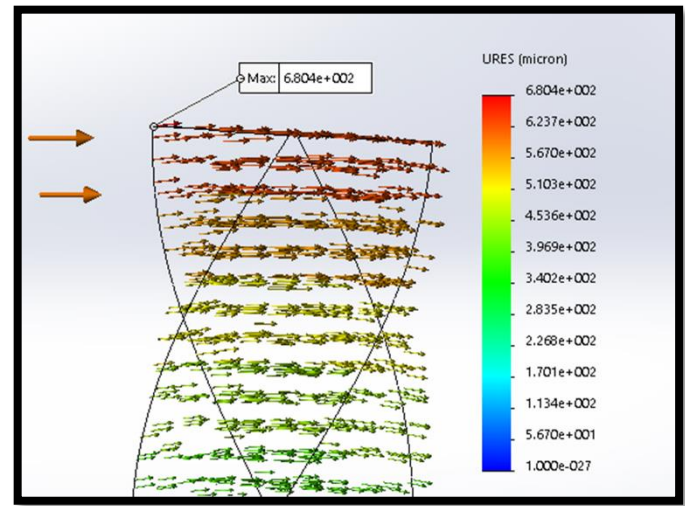 URES (micron)
Max: 6.804e+002
6.804e+002
6.237e+002
5.670e+002
5.103e+002
4.536e+002
3.969e+002
3.402e+002
2.835e+002
2.268e+002
1.701e+002
1.134e+002
5.670e+001
1.000e-027